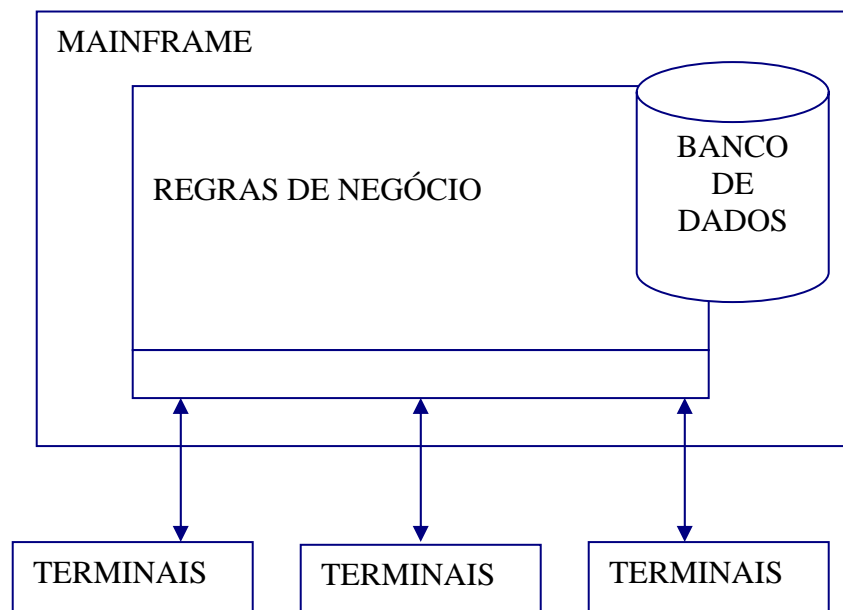 MAINFRAME
REGRAS DE NEGÓCIO
BANCO
DE
DADOS
TERMINAIS
TERMINAIS
TERMINAIS